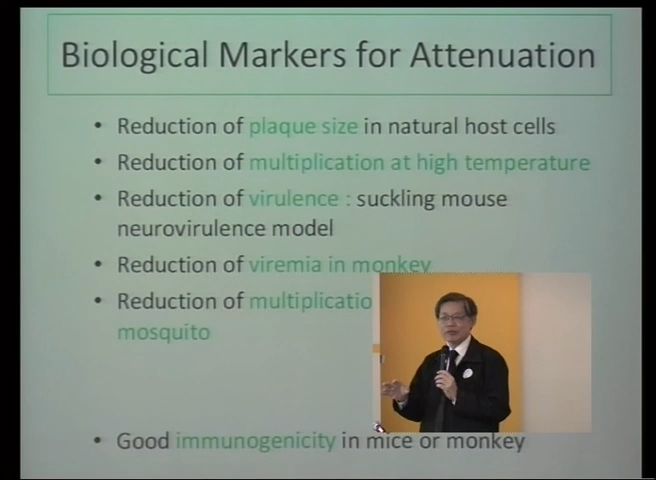 Biological Markers for Attenuation
• Reduction of plaque size in natural host cells
• Reduction of multiplication at high temperature
• Reduction of virulence : suckling mouse
neurovirulence model
• Reduction of viremia in monkey
• Reduction of
mosquito
• Good immunogenicity in mice or monkey